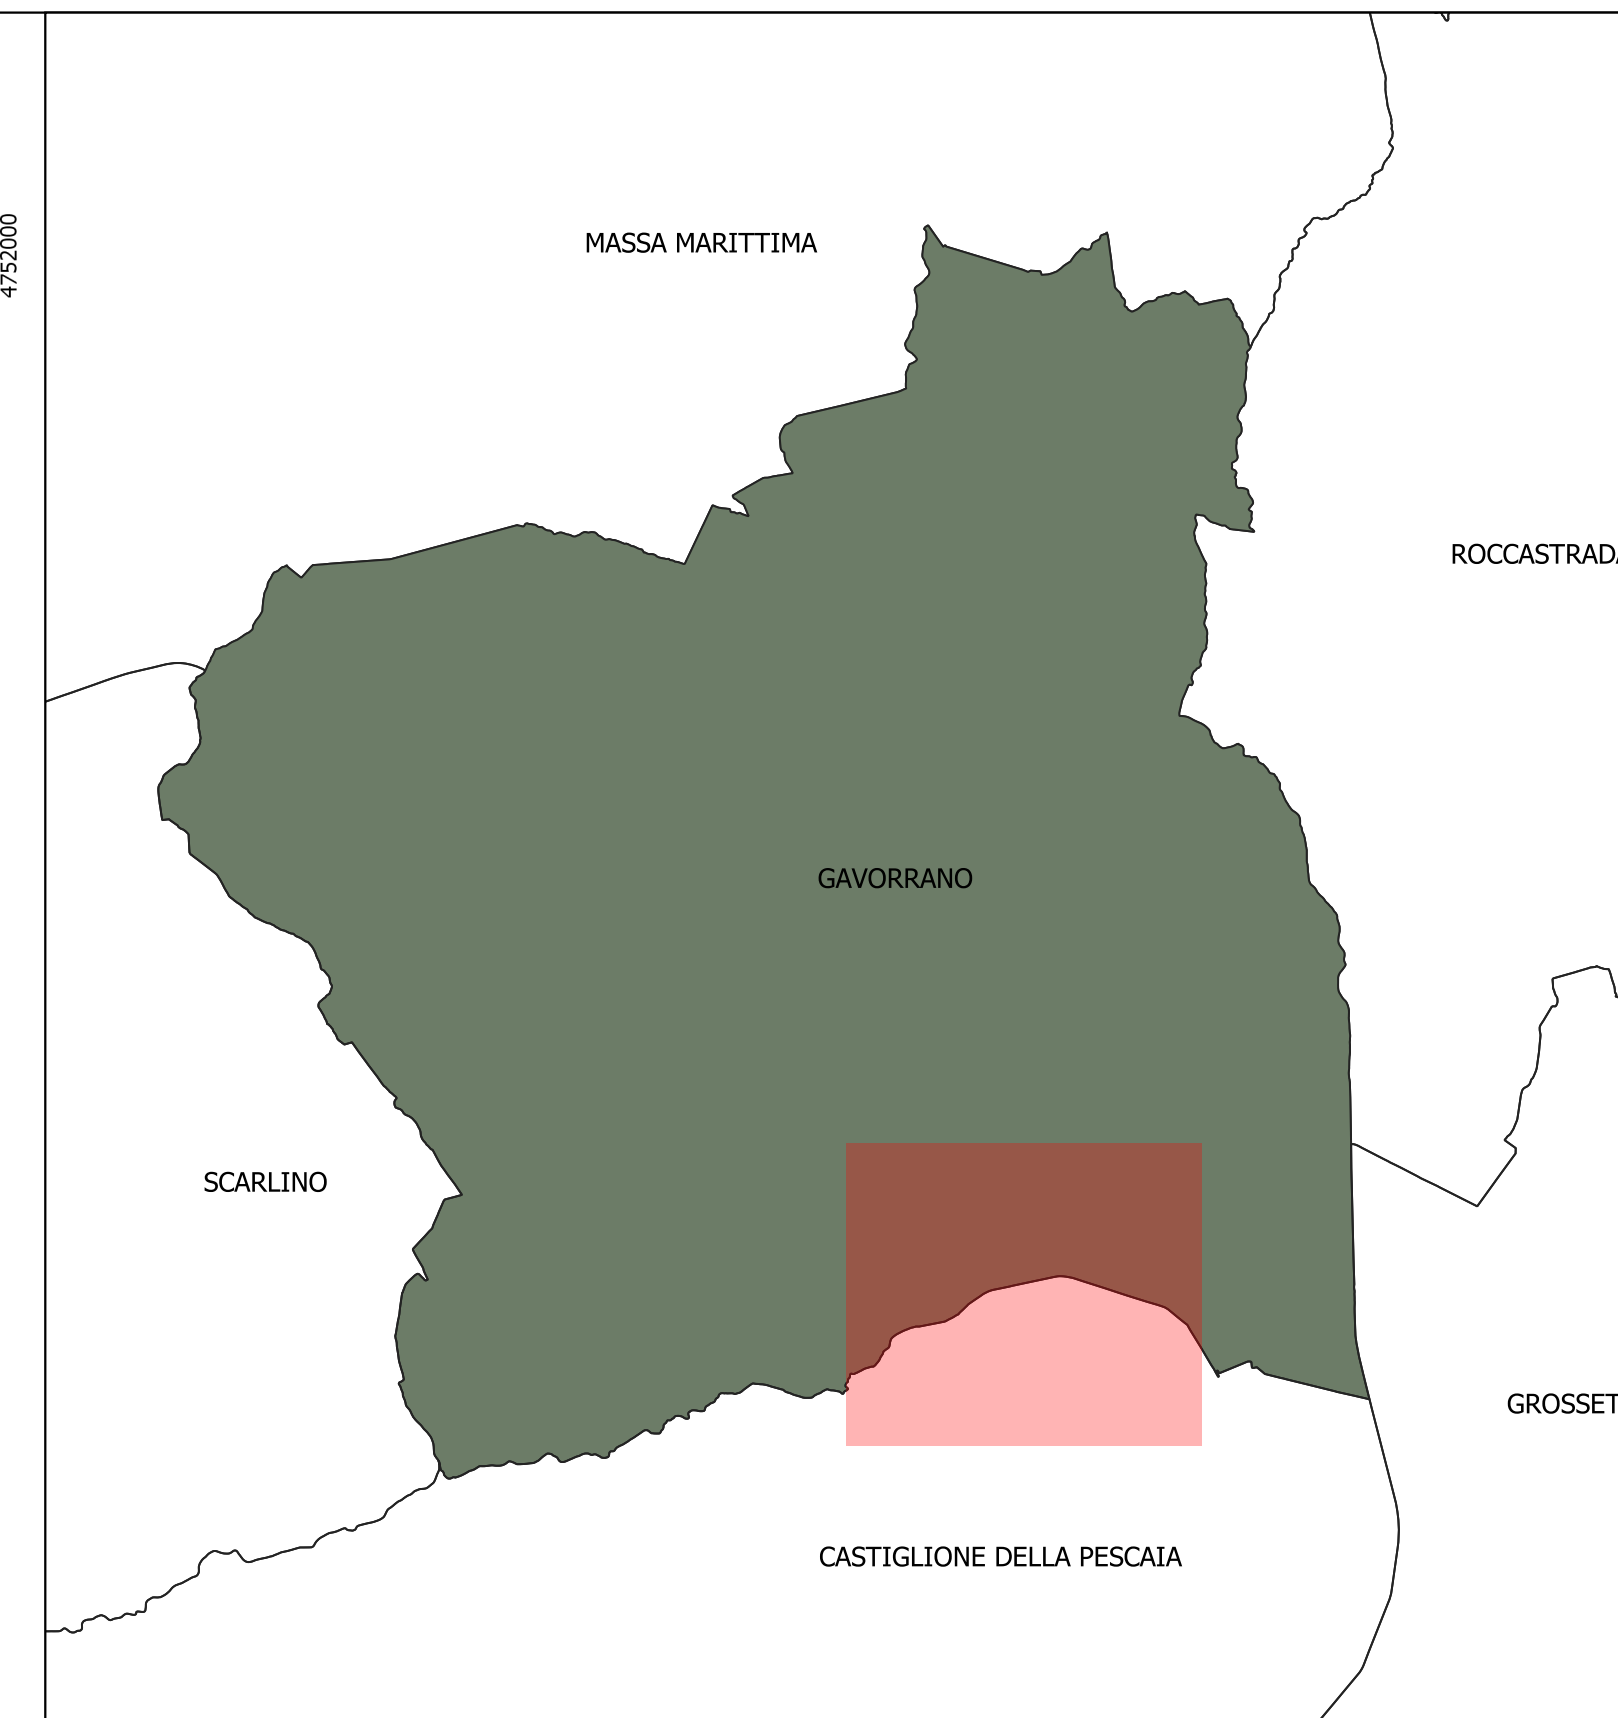 4752000
MASSA MARITTIMA
ROCCASTRADA
GAVORRANO
SCARLINO
GROSSET
CASTIGLIONE DELLA PESCAIA